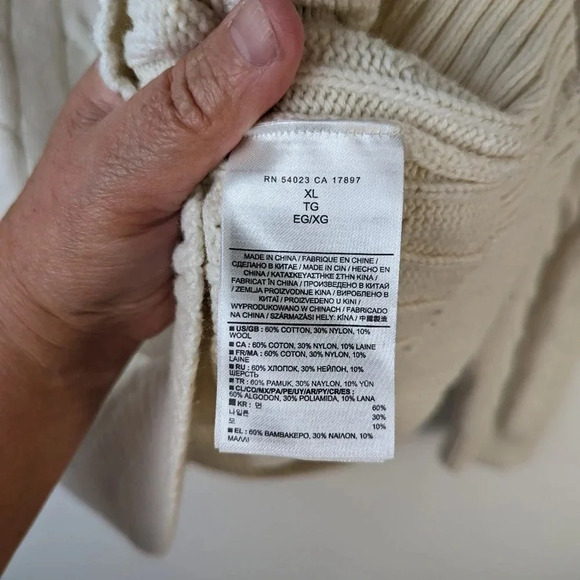 RN 54023 CA 17897
XL
TG
EG/XG
MADE IN CHINA / FABRIQUE EN CHINE /
СДЕЛАНО В КИТАЕ / MADE IN CIN / HECHO EN
CHINA / ΚΑΤΑΣΚΕΥΑΣΤΗΚΕ ΣΤΗΝ ΚΙΝΑ /
FABRICAT ÎN CHINA / ПРОИЗВЕДЕНО В КИТАЙ
/ ZEMLJA PROIZVODNJE KINA / ВИРОБЛЕНО В
КИТАЇ / PROIZVEDENO U KINI /
WYPRODUKOWANO W CHINACH / FABRICADO
NA CHINA / SZÁRMAZÁSI HELY: KÍNA / 中國製造
US/GB : 60% COTTON, 30% NYLON, 10%
WOOL
CA : 60% COTTON, 30% NYLON, 10% LAINE
FR/MA : 60% COTON, 30% NYLON, 10%
LAINE
RU : 60% ХЛОПОК, 30% НЕЙЛОН, 10%
ШЕРСТЬ
TR : 60% PAMUK, 30% NAYLON, 10% YÜN
CL/CO/MX/PA/PE/UY/AR/PY/CR/ES :
60% ALGODON, 30% POLIAMIDA, 10% LANA
KR : 면 60%
나일론 30%
모 10%
EL : 60% ΒΑΜΒΑΚΕΡΟ, 30% ΝΑΙΛΟΝ, 10%
ΜΑΛΛΙ